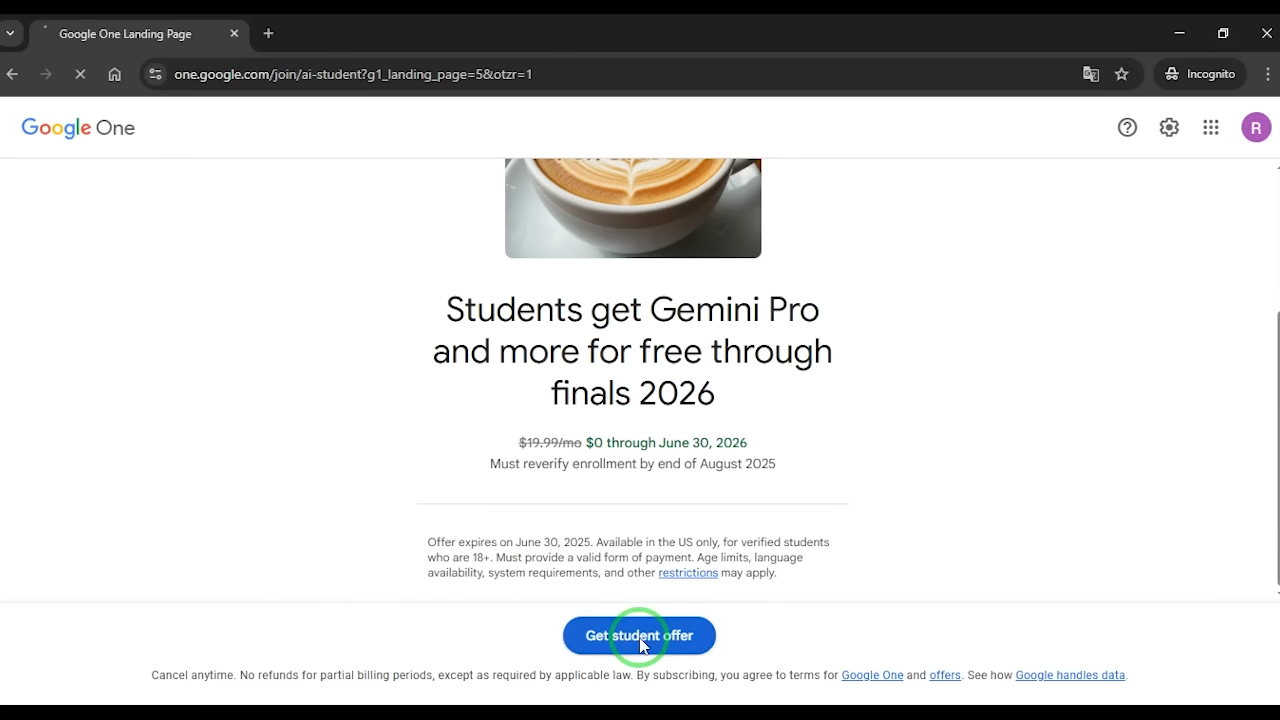 Google One Landing Page
one.google.com/join/ai-student?g1_landing_page=5&otzr=1
Incognito
Google One
R
Students get Gemini Pro
and more for free through
finals 2026
$19.99/mo $0 through June 30, 2026
Must reverify enrollment by end of August 2025
Offer expires on June 30, 2025. Available in the US only, for verified students
who are 18+. Must provide a valid form of payment. Age limits, language
availability, system requirements, and other restrictions may apply.
Get student offer
Cancel anytime. No refunds for partial billing periods, except as required by applicable law. By subscribing, you agree to terms for Google One and offers. See how Google handles data.